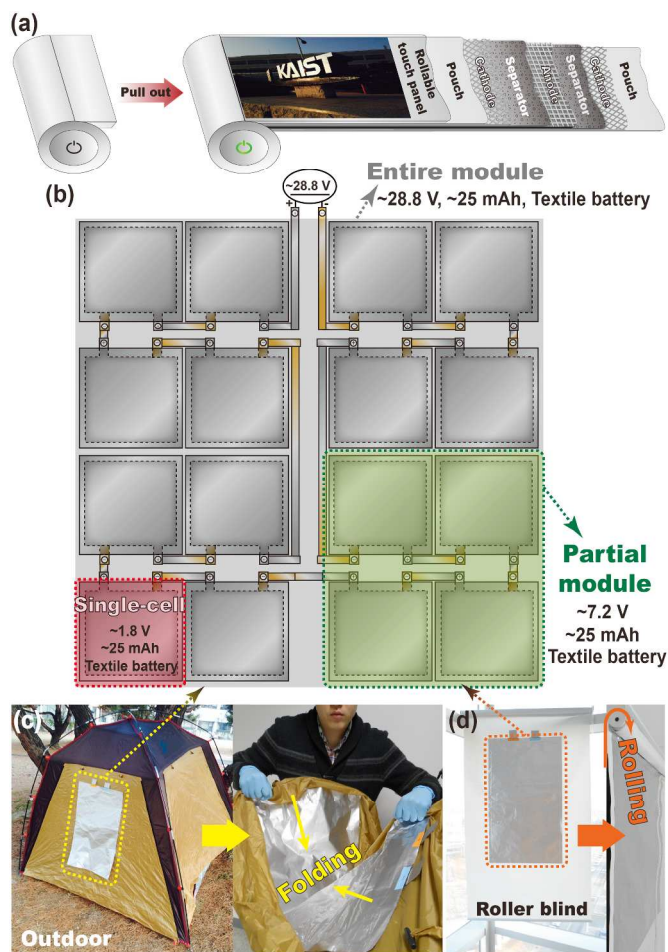 (a)
Pull out
KAIST
Rollable
touch panel
Pouch
Cathode
Separator
Anode
Separator
Cathode
Pouch
(b)
~28.8 V
+ -
Entire module
~28.8 V, ~25 mAh, Textile battery
Partial
module
~7.2 V
~25 mAh
Textile battery
Single-cell
~1.8 V
~25 mAh
Textile battery
(c)
Folding
Outdoor
(d)
Rolling
Roller blind